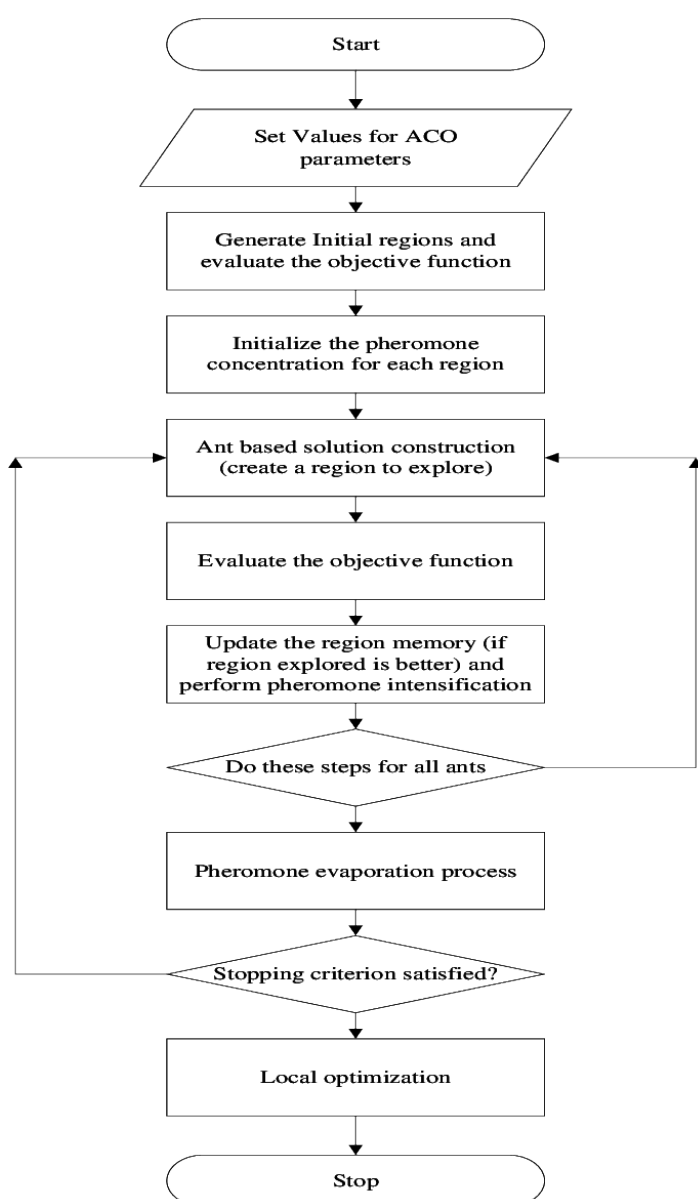 Start
Set Values for ACO
parameters
Generate Initial regions and
evaluate the objective function
Initialize the pheromone
concentration for each region
Ant based solution construction
(create a region to explore)
Evaluate the objective function
Update the region memory (if
region explored is better) and
perform pheromone intensification
Do these steps for all ants
Pheromone evaporation process
Stopping criterion satisfied?
Local optimization
Stop